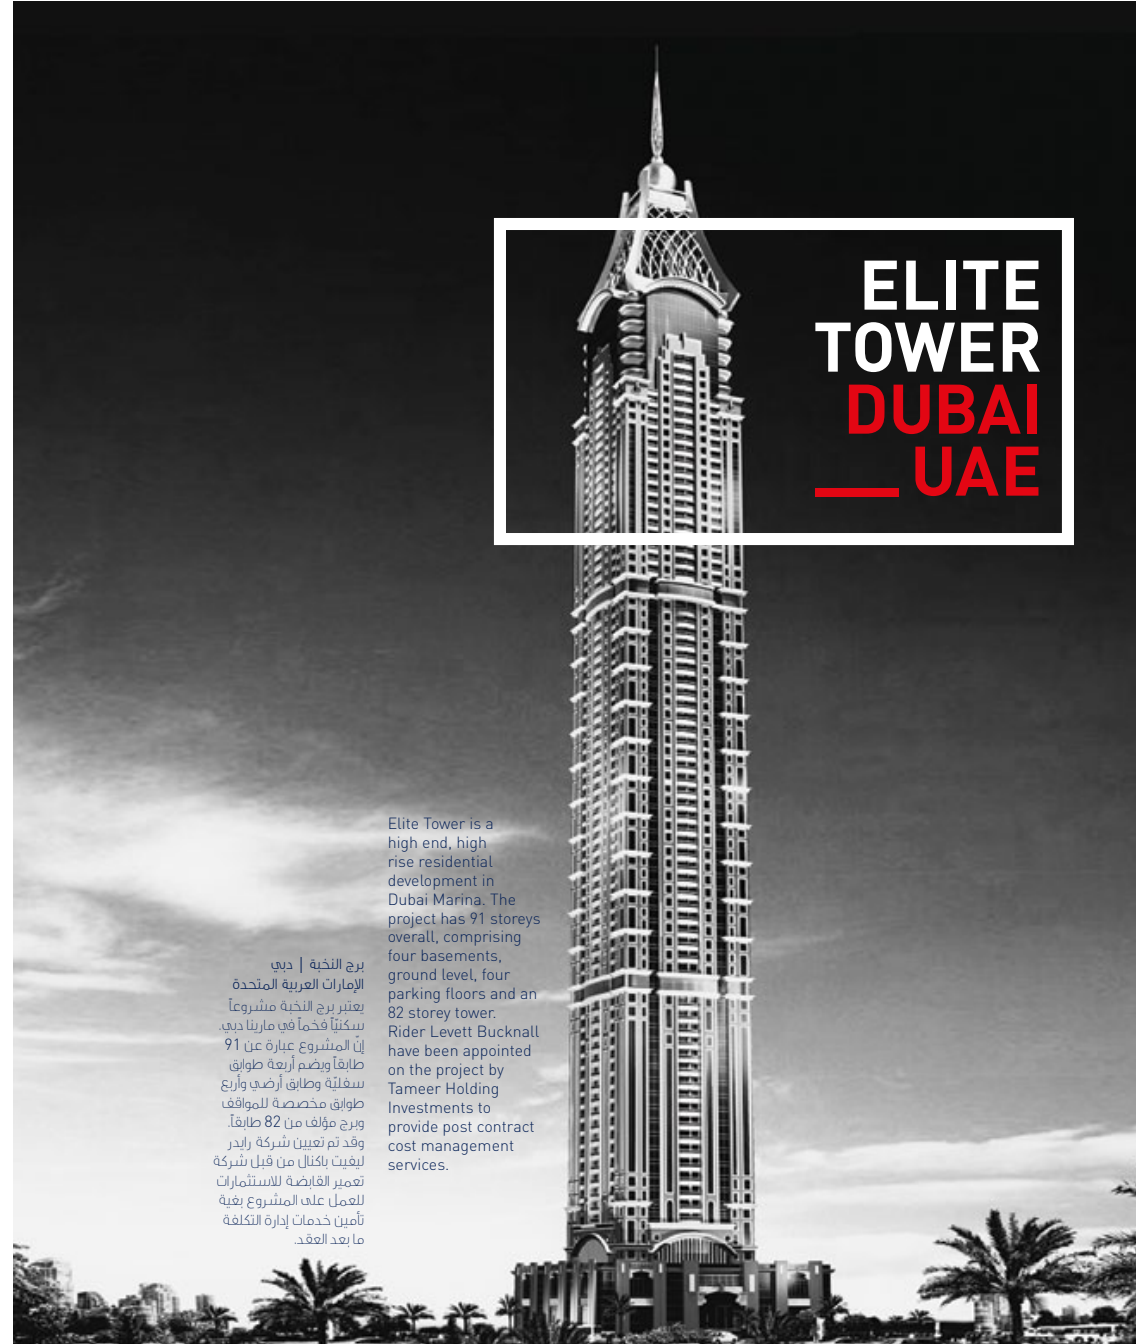 ELITE
TOWER
DUBAI
UAE
Elite Tower is a
high end, high
rise residential
development in
Dubai Marina. The
project has 91 storeys
overall, comprising
four basements,
ground level, four
parking floors and an
82 storey tower.
Rider Levett Bucknall
have been appointed
on the project by
Tameer Holding
Investments to
provide post contract
cost management
services.
برج النخبة | دبي
الإمارات العربية المتحدة
يعتبر برج النخبة مشروعاً
سكنيّاً فخماً في مارينا دبي.
إنّ المشروع عبارة عن 91
طابقاً ويضم أربعة طوابق
سفليّة وطابق أرضي وأربع
طوابق مخصصة للمواقف
وبرج مؤلف من 82 طابقاً.
وقد تم تعيين شركة رايدر
ليفيت باكنال من قبل شركة
تعمير القابضة للاستثمارات
للعمل على المشروع بغية
تأمين خدمات إدارة التكلفة
ما بعد العقد.